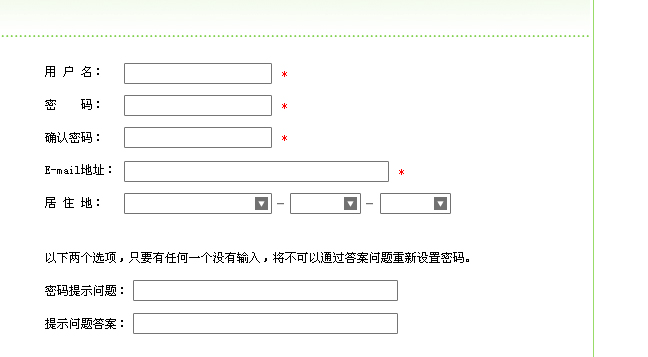 用 户 名： *
密 码： *
确认密码： *
E-mail地址： *
居 住 地： – –
以下两个选项，只要有任何一个没有输入，将不可以通过答案问题重新设置密码。
密码提示问题：
提示问题答案：